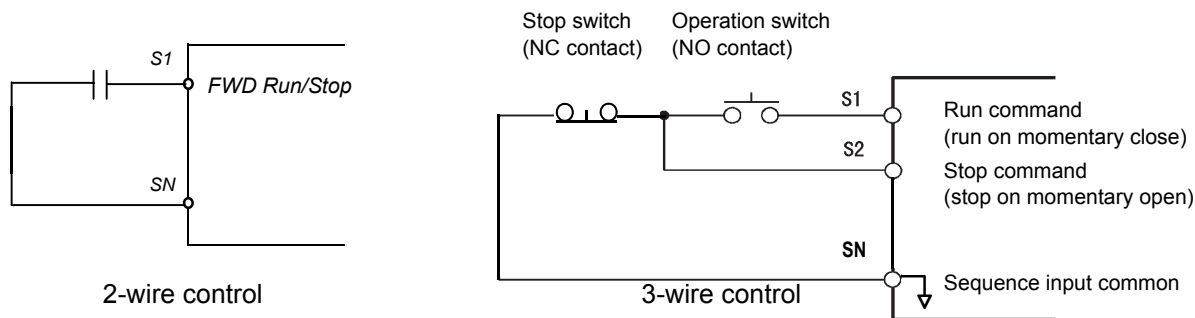 S1
FWD Run/Stop
SN
2-wire control
Stop switch
(NC contact)
Operation switch
(NO contact)
S1
Run command
(run on momentary close)
S2
Stop command
(stop on momentary open)
SN
Sequence input common
3-wire control